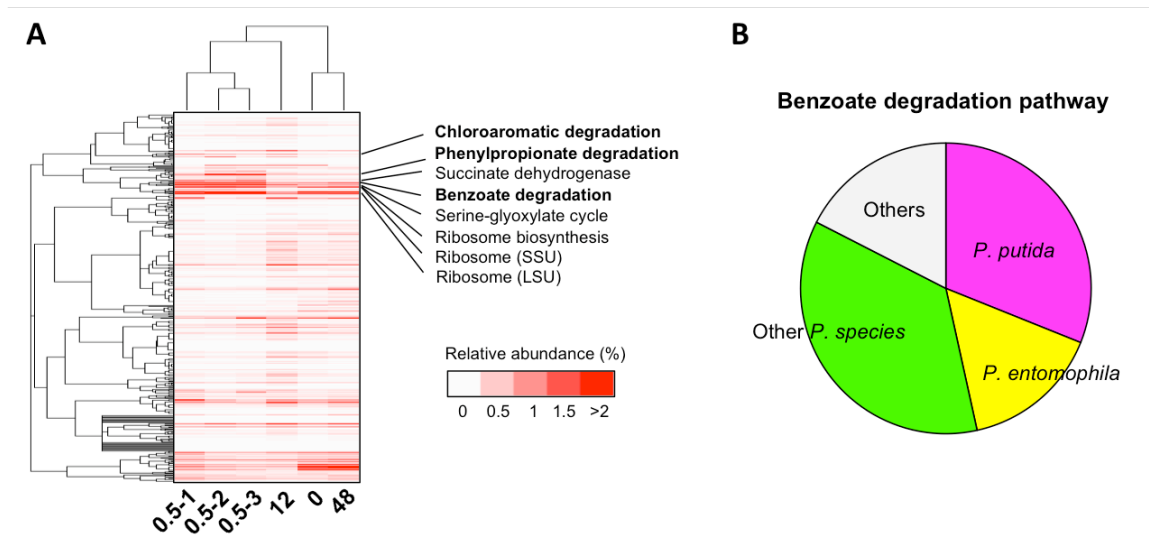 A
Chloroaromatic degradation
Phenylpropionate degradation
Succinate dehydrogenase
Benzoate degradation
Serine-glyoxylate cycle
Ribosome biosynthesis
Ribosome (SSU)
Ribosome (LSU)
Relative abundance (%)
0 0.5 1 1.5 >2
0.5-1 0.5-2 0.5-3 12 0 48
B
Benzoate degradation pathway
Others
P. putida
Other P. species
P. entomophila